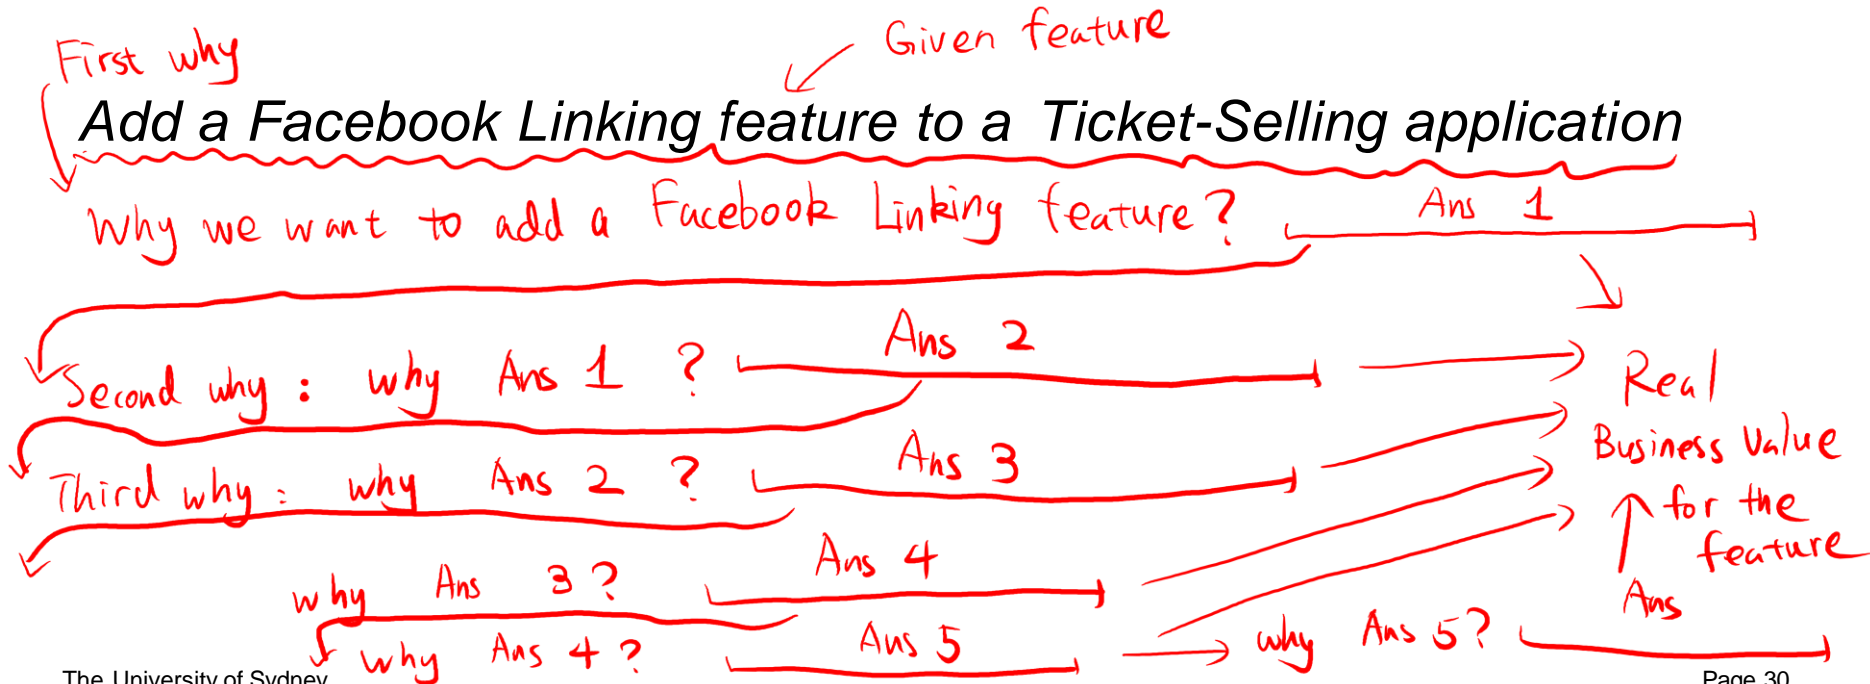 First why
Given feature
Add a Facebook Linking feature to a Ticket-Selling application
Why we want to add a Facebook Linking feature? Ans 1
Second why : why Ans 1 ? Ans 2
Real
Business Value
for the
feature
Third why : why Ans 2 ? Ans 3
why Ans 3 ? Ans 4
Ans
why Ans 4 ? Ans 5
why Ans 5?
The University of Sydney
Page 30